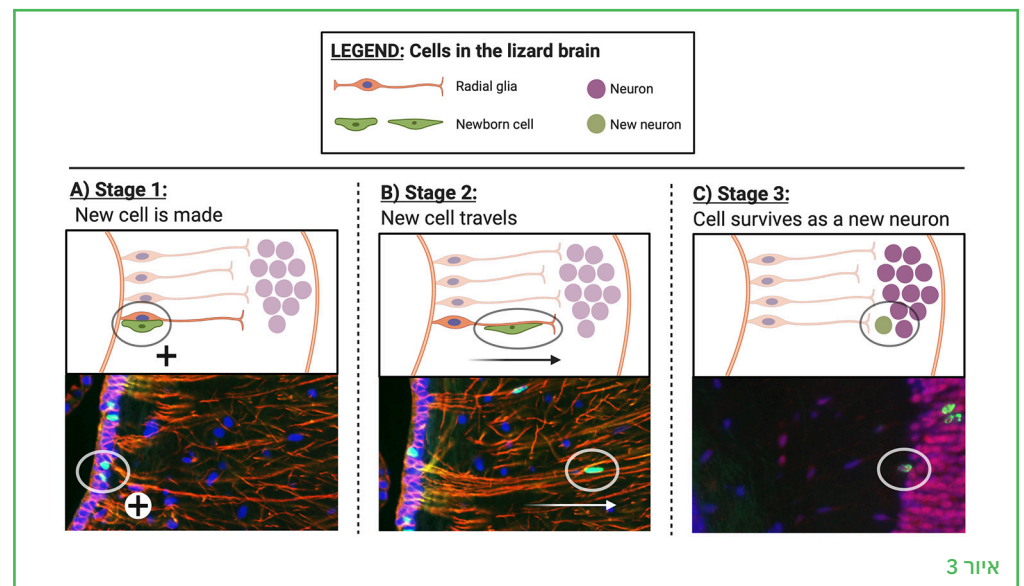 LEGEND: Cells in the lizard brain
Radial glia
Neuron
Newborn cell
New neuron
A) Stage 1:
New cell is made
B) Stage 2:
New cell travels
C) Stage 3:
Cell survives as a new neuron
איור 3